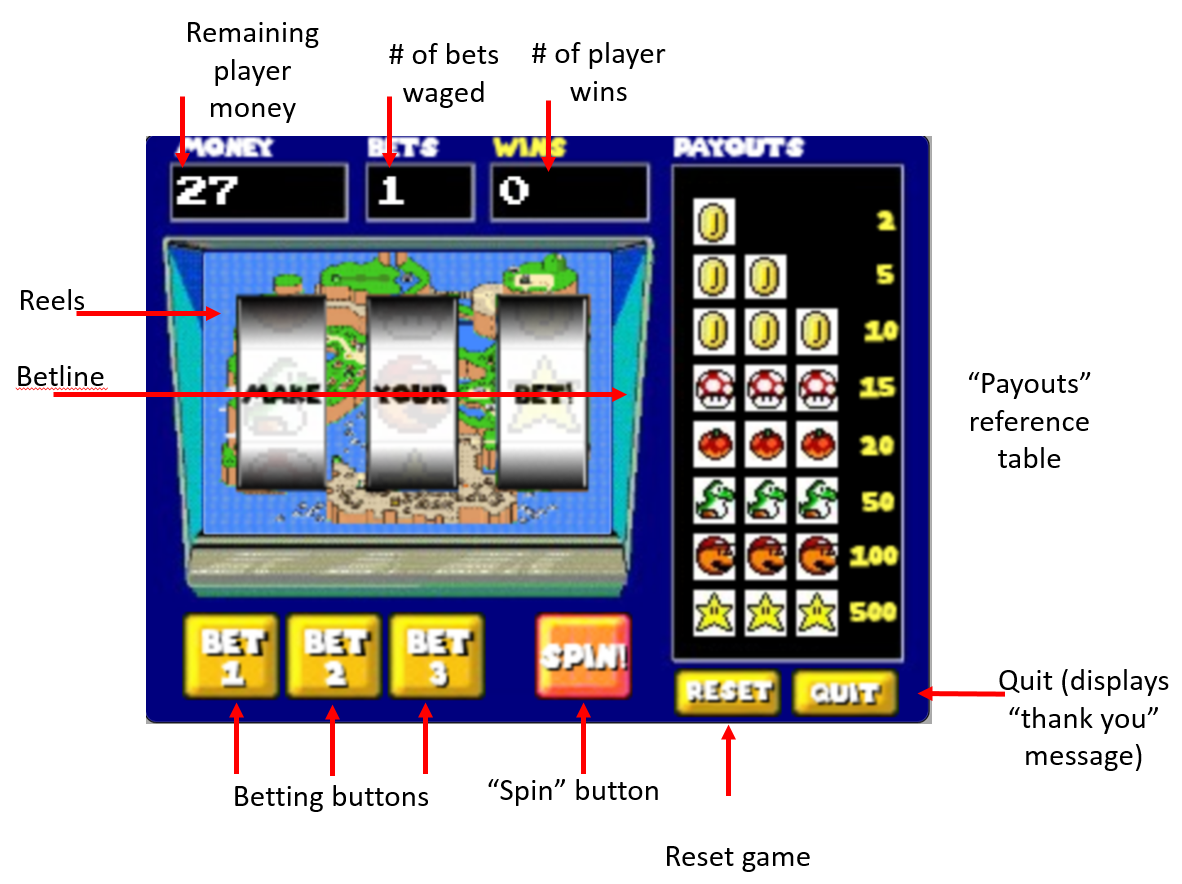 Remaining
player
money
# of bets
waged
# of player
wins
MONEY
BETS
WINS
PAYOUTS
27
1
0
2
5
10
15
20
50
100
500
Reels
Betline
MAKE YOUR BET!
“Payouts”
reference
table
BET
1
BET
2
BET
3
SPIN!
RESET
QUIT
Quit (displays
“thank you”
message)
Betting buttons
“Spin” button
Reset game